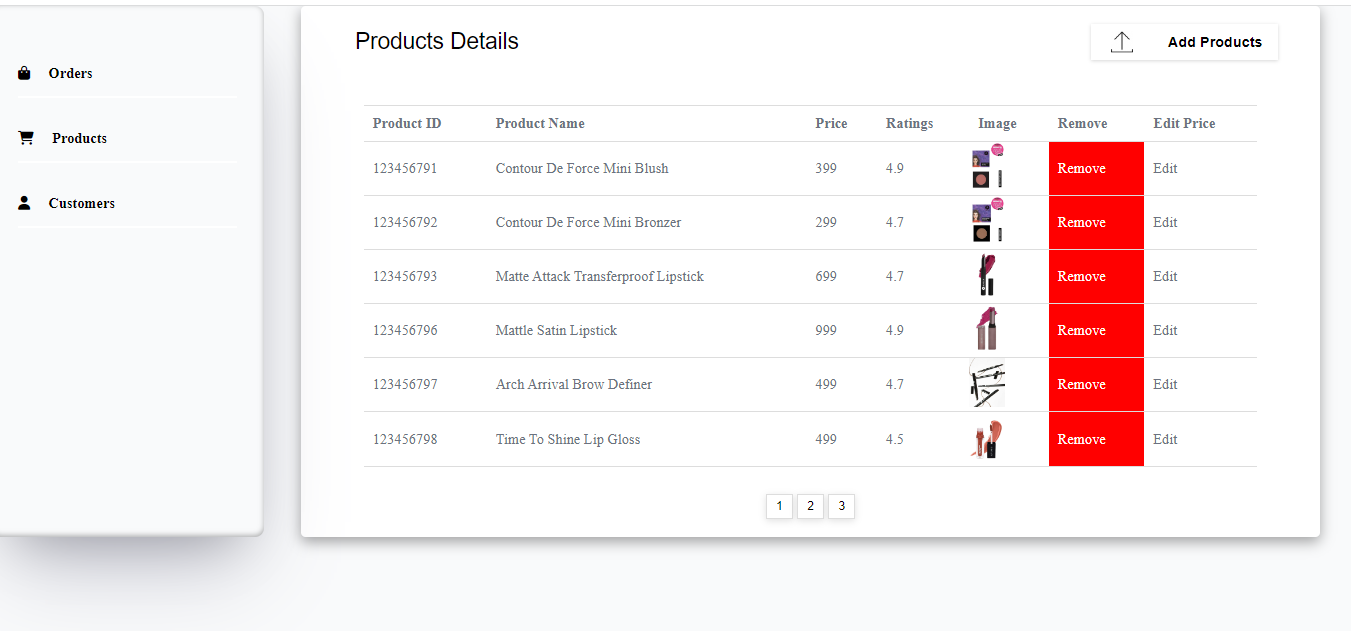 Products Details
Add Products
Orders
Products
Customers
Product ID Product Name Price Ratings Image Remove Edit Price
123456791 Contour De Force Mini Blush 399 4.9 Remove Edit
123456792 Contour De Force Mini Bronzer 299 4.7 Remove Edit
123456793 Matte Attack Transferproof Lipstick 699 4.7 Remove Edit
123456796 Mattle Satin Lipstick 999 4.9 Remove Edit
123456797 Arch Arrival Brow Definer 499 4.7 Remove Edit
123456798 Time To Shine Lip Gloss 499 4.5 Remove Edit
1 2 3